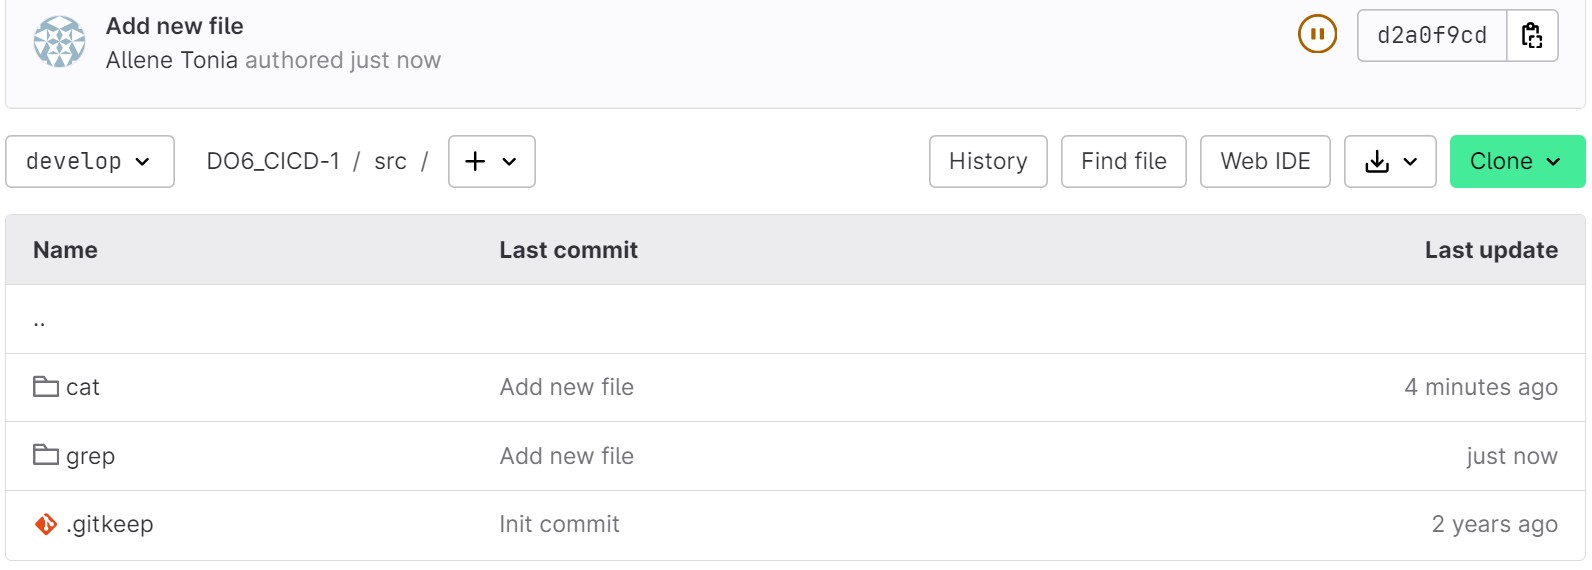 Add new file
Allene Tonia authored just now
d2a0f9cd
develop DO6_CICD-1 / src / + History Find file Web IDE Clone
Name Last commit Last update
..
cat Add new file 4 minutes ago
grep Add new file just now
.gitkeep Init commit 2 years ago